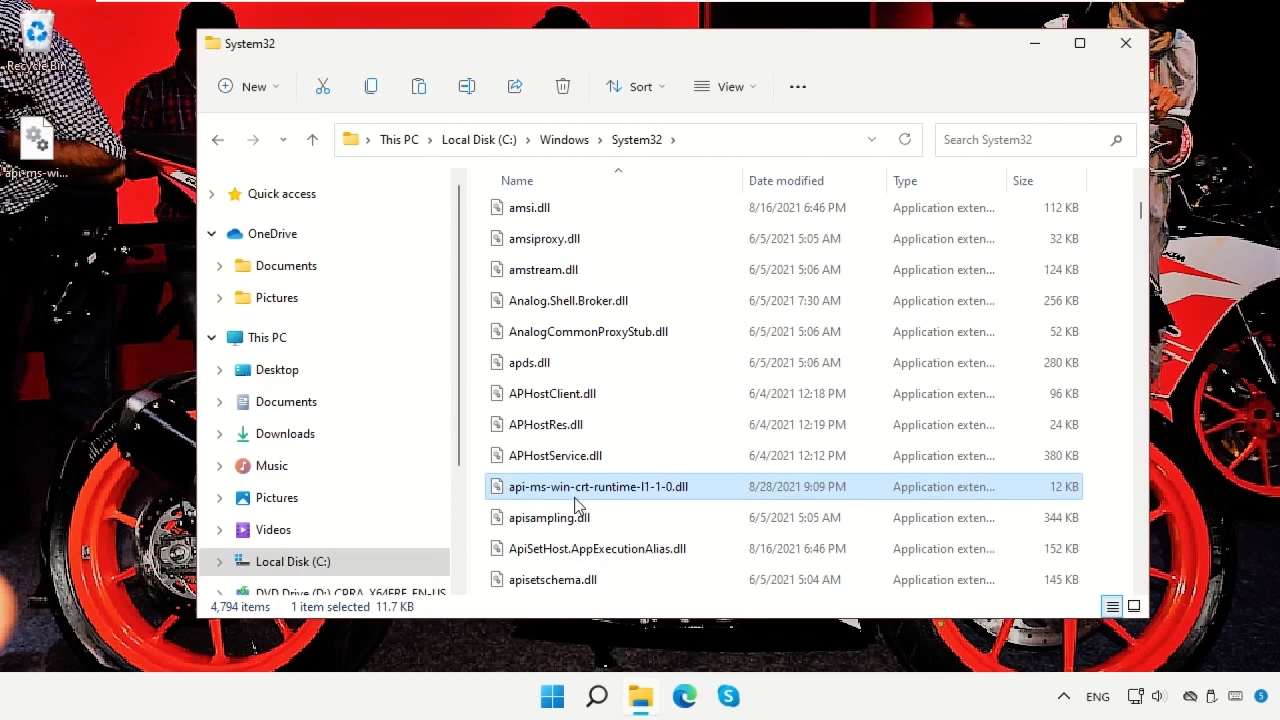 Recycle Bin
api-ms-wi...
System32
New
Sort
View
This PC
Local Disk (C:)
Windows
System32
Search System32
Quick access
OneDrive
Documents
Pictures
This PC
Desktop
Documents
Downloads
Music
Pictures
Videos
Local Disk (C:)
DVD Drive (D:) CPRA_X64FRE_EN-US
Name Date modified Type Size
amsi.dll 8/16/2021 6:46 PM Application exten... 112 KB
amsiproxy.dll 6/5/2021 5:05 AM Application exten... 32 KB
amstream.dll 6/5/2021 5:06 AM Application exten... 124 KB
Analog.Shell.Broker.dll 6/5/2021 7:30 AM Application exten... 256 KB
AnalogCommonProxyStub.dll 6/5/2021 5:06 AM Application exten... 52 KB
apds.dll 6/5/2021 5:06 AM Application exten... 280 KB
APHostClient.dll 6/4/2021 12:18 PM Application exten... 96 KB
APHostRes.dll 6/4/2021 12:19 PM Application exten... 24 KB
APHostService.dll 6/4/2021 12:12 PM Application exten... 380 KB
api-ms-win-crt-runtime-l1-1-0.dll 8/28/2021 9:09 PM Application exten... 12 KB
apisampling.dll 6/5/2021 5:05 AM Application exten... 344 KB
ApiSetHost.AppExecutionAlias.dll 8/16/2021 6:46 PM Application exten... 152 KB
apisetschema.dll 6/5/2021 5:04 AM Application exten... 145 KB
4,794 items 1 item selected 11.7 KB
ENG
5